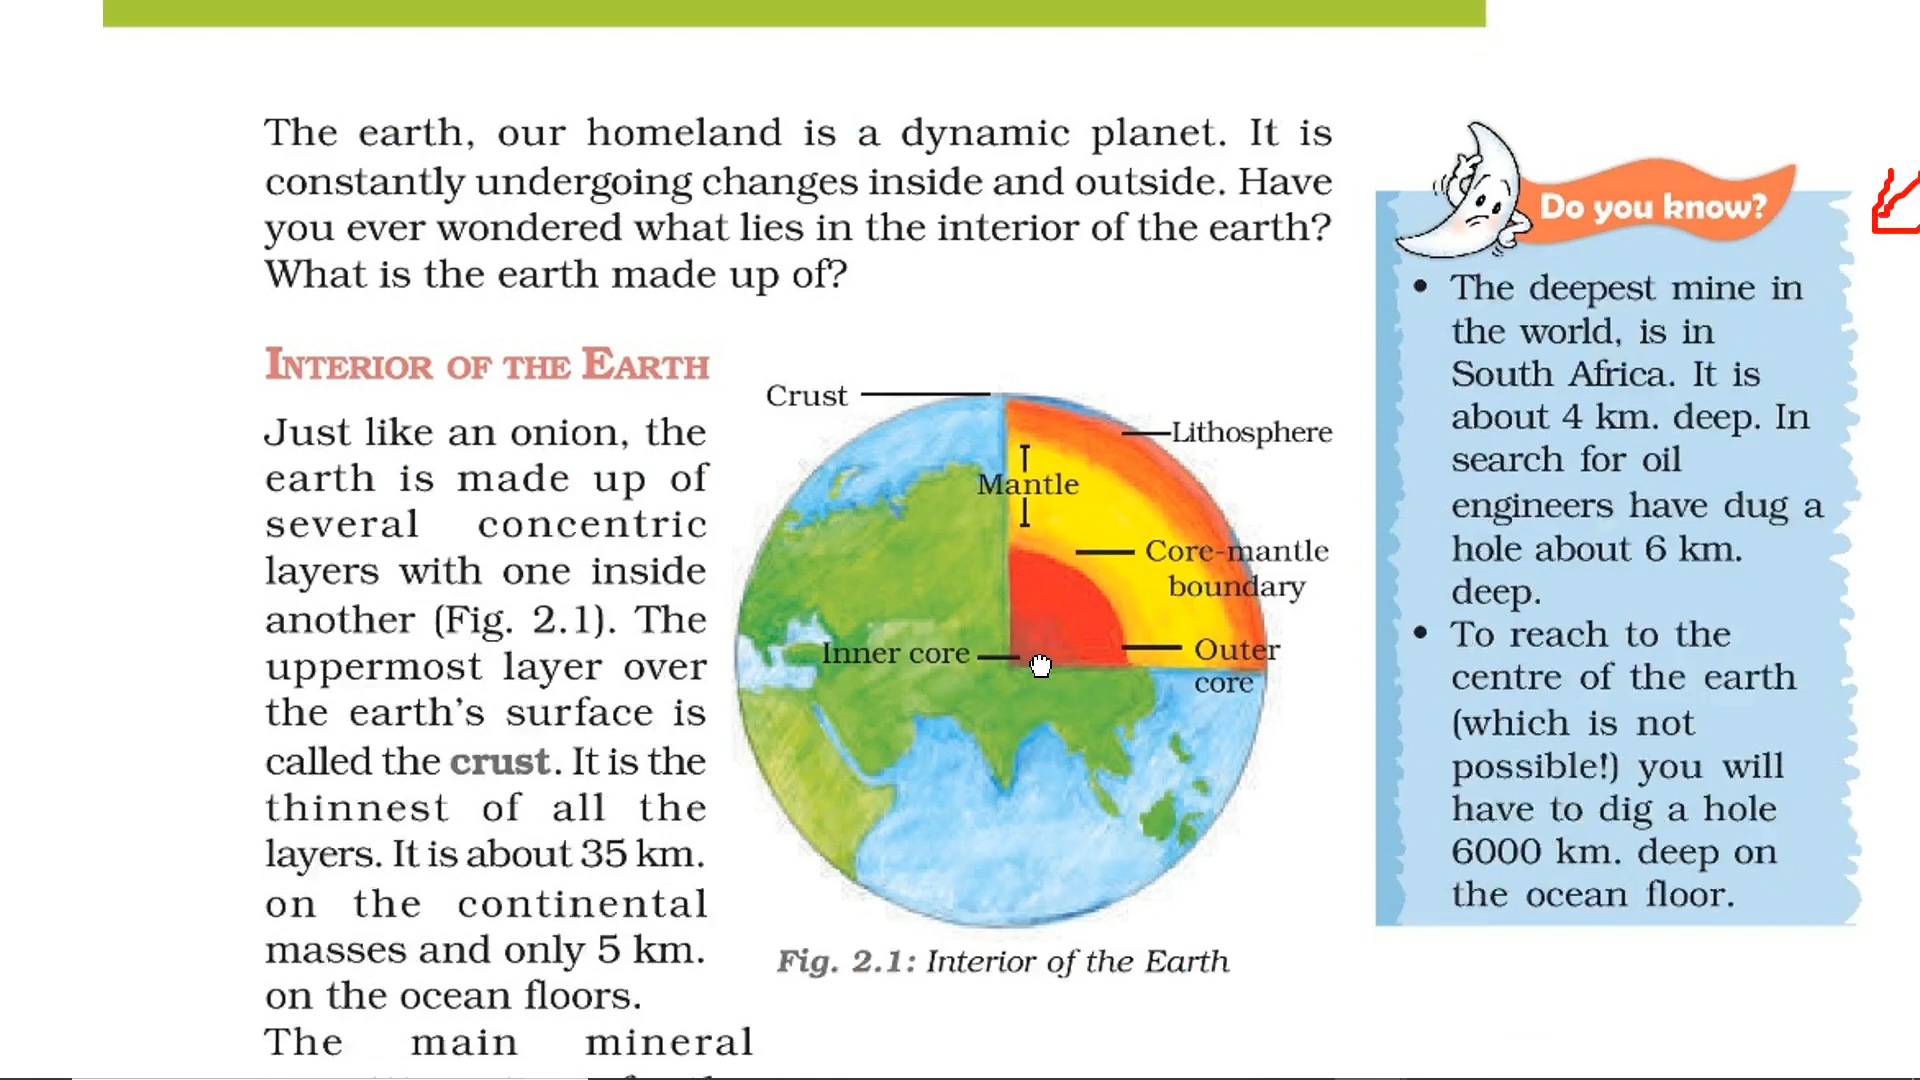 The earth, our homeland is a dynamic planet. It is
constantly undergoing changes inside and outside. Have
you ever wondered what lies in the interior of the earth?
What is the earth made up of?
INTERIOR OF THE EARTH
Just like an onion, the
earth is made up of
several concentric
layers with one inside
another (Fig. 2.1). The
uppermost layer over
the earth's surface is
called the crust. It is the
thinnest of all the
layers. It is about 35 km.
on the continental
masses and only 5 km.
on the ocean floors.
The main mineral
Crust
Lithosphere
Mantle
Core-mantle
boundary
Inner core
Outer
core
Fig. 2.1: Interior of the Earth
Do you know?
• The deepest mine in
the world, is in
South Africa. It is
about 4 km. deep. In
search for oil
engineers have dug a
hole about 6 km.
deep.
• To reach to the
centre of the earth
(which is not
possible!) you will
have to dig a hole
6000 km. deep on
the ocean floor.